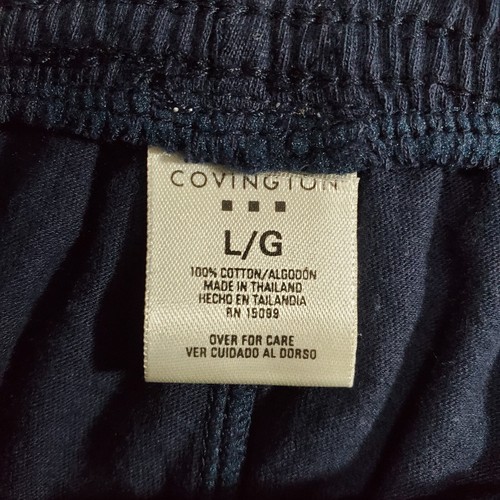 COVINGTON
L/G
100% COTTON/ALGODÓN
MADE IN THAILAND
HECHO EN TAILANDIA
RN 15099
OVER FOR CARE
VER CUIDADO AL DORSO